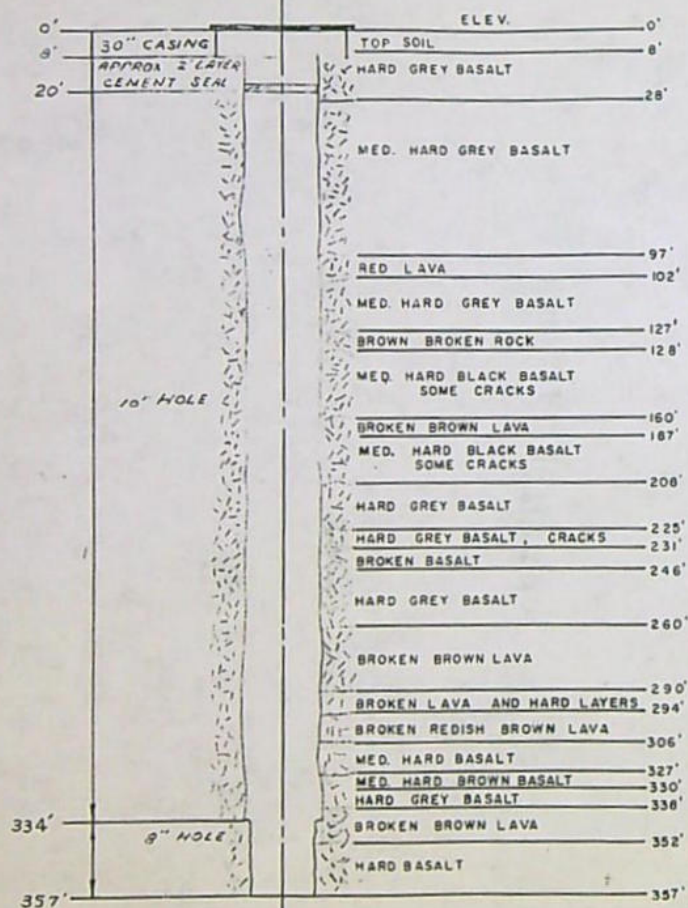 ELEV.
0'
0'
30" CASING
TOP SOIL
8'
8'
APPROX 2' LAYER
CEMENT SEAL
HARD GREY BASALT
20'
28'
MED. HARD GREY BASALT
97'
RED LAVA
102'
MED. HARD GREY BASALT
127'
BROWN BROKEN ROCK
128'
MED. HARD BLACK BASALT
SOME CRACKS
10" HOLE
160'
BROKEN BROWN LAVA
187'
MED. HARD BLACK BASALT
SOME CRACKS
208'
HARD GREY BASALT
225'
HARD GREY BASALT, CRACKS
231'
BROKEN BASALT
246'
HARD GREY BASALT
260'
BROKEN BROWN LAVA
290'
BROKEN LAVA AND HARD LAYERS
294'
BROKEN REDISH BROWN LAVA
306'
MED. HARD BASALT
327'
MED. HARD BROWN BASALT
330'
HARD GREY BASALT
338'
334'
8" HOLE
BROKEN BROWN LAVA
352'
HARD BASALT
357'
357'